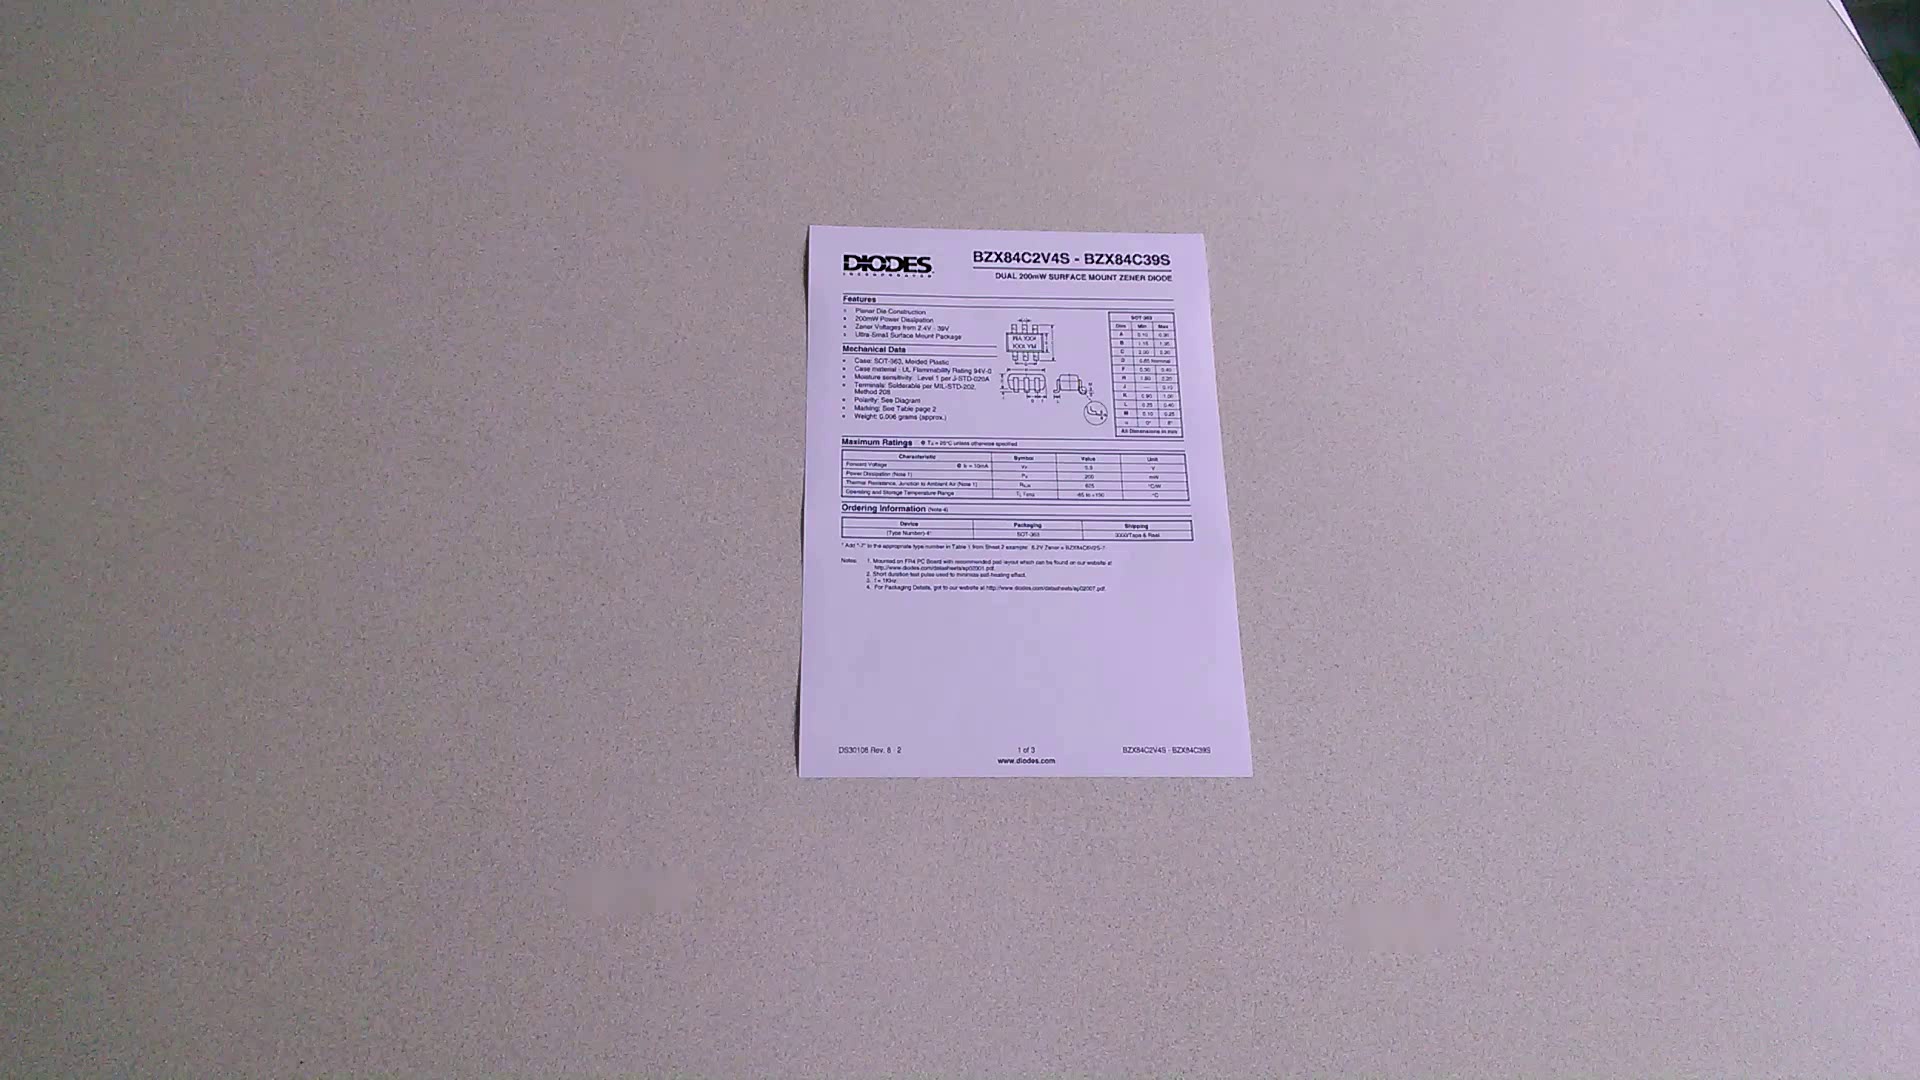 DIODES
INCORPORATED
BZX84C2V4S - BZX84C39S
DUAL 200mW SURFACE MOUNT ZENER DIODE
Features
• Planar Die Construction
• 200mW Power Dissipation
• Zener Voltages from 2.4V - 39V
• Ultra-Small Surface Mount Package
Mechanical Data
• Case: SOT-363, Molded Plastic
• Case material - UL Flammability Rating 94V-0
• Moisture sensitivity: Level 1 per J-STD-020A
• Terminals: Solderable per MIL-STD-202,
Method 208
• Polarity: See Diagram
• Marking: See Table page 2
• Weight: 0.006 grams (approx.)
SOT-363
Dim Min Max
A 0.10 0.30
B 1.15 1.35
C 2.00 2.20
D 0.65 Nominal
F 0.30 0.40
H 1.80 2.20
J — 0.10
K 0.90 1.00
L 0.25 0.40
M 0.10 0.25
α 0° 8°
All Dimensions in mm
Maximum Ratings @ TA = 25°C unless otherwise specified
Characteristic Symbol Value Unit
Forward Voltage @ IF = 10mA VF 0.9 V
Power Dissipation (Note 1) Pd 200 mW
Thermal Resistance, Junction to Ambient Air (Note 1) RθJA 625 °C/W
Operating and Storage Temperature Range Tj, TSTG -65 to +150 °C
Ordering Information (Note 4)
Device Packaging Shipping
(Type Number)-7* SOT-363 3000/Tape & Reel
* Add "-7" to the appropriate type number in Table 1 from Sheet 2 example: 6.2V Zener = BZX84C6V2S-7.
Notes: 1. Mounted on FR4 PC Board with recommended pad layout which can be found on our website at
http://www.diodes.com/datasheets/ap02001.pdf.
2. Short duration test pulse used to minimize self-heating effect.
3. f = 1KHz.
4. For Packaging Details, got to our website at http://www.diodes.com/datasheets/ap02007.pdf.
DS30108 Rev. 6 - 2
1 of 3
BZX84C2V4S - BZX84C39S
www.diodes.com